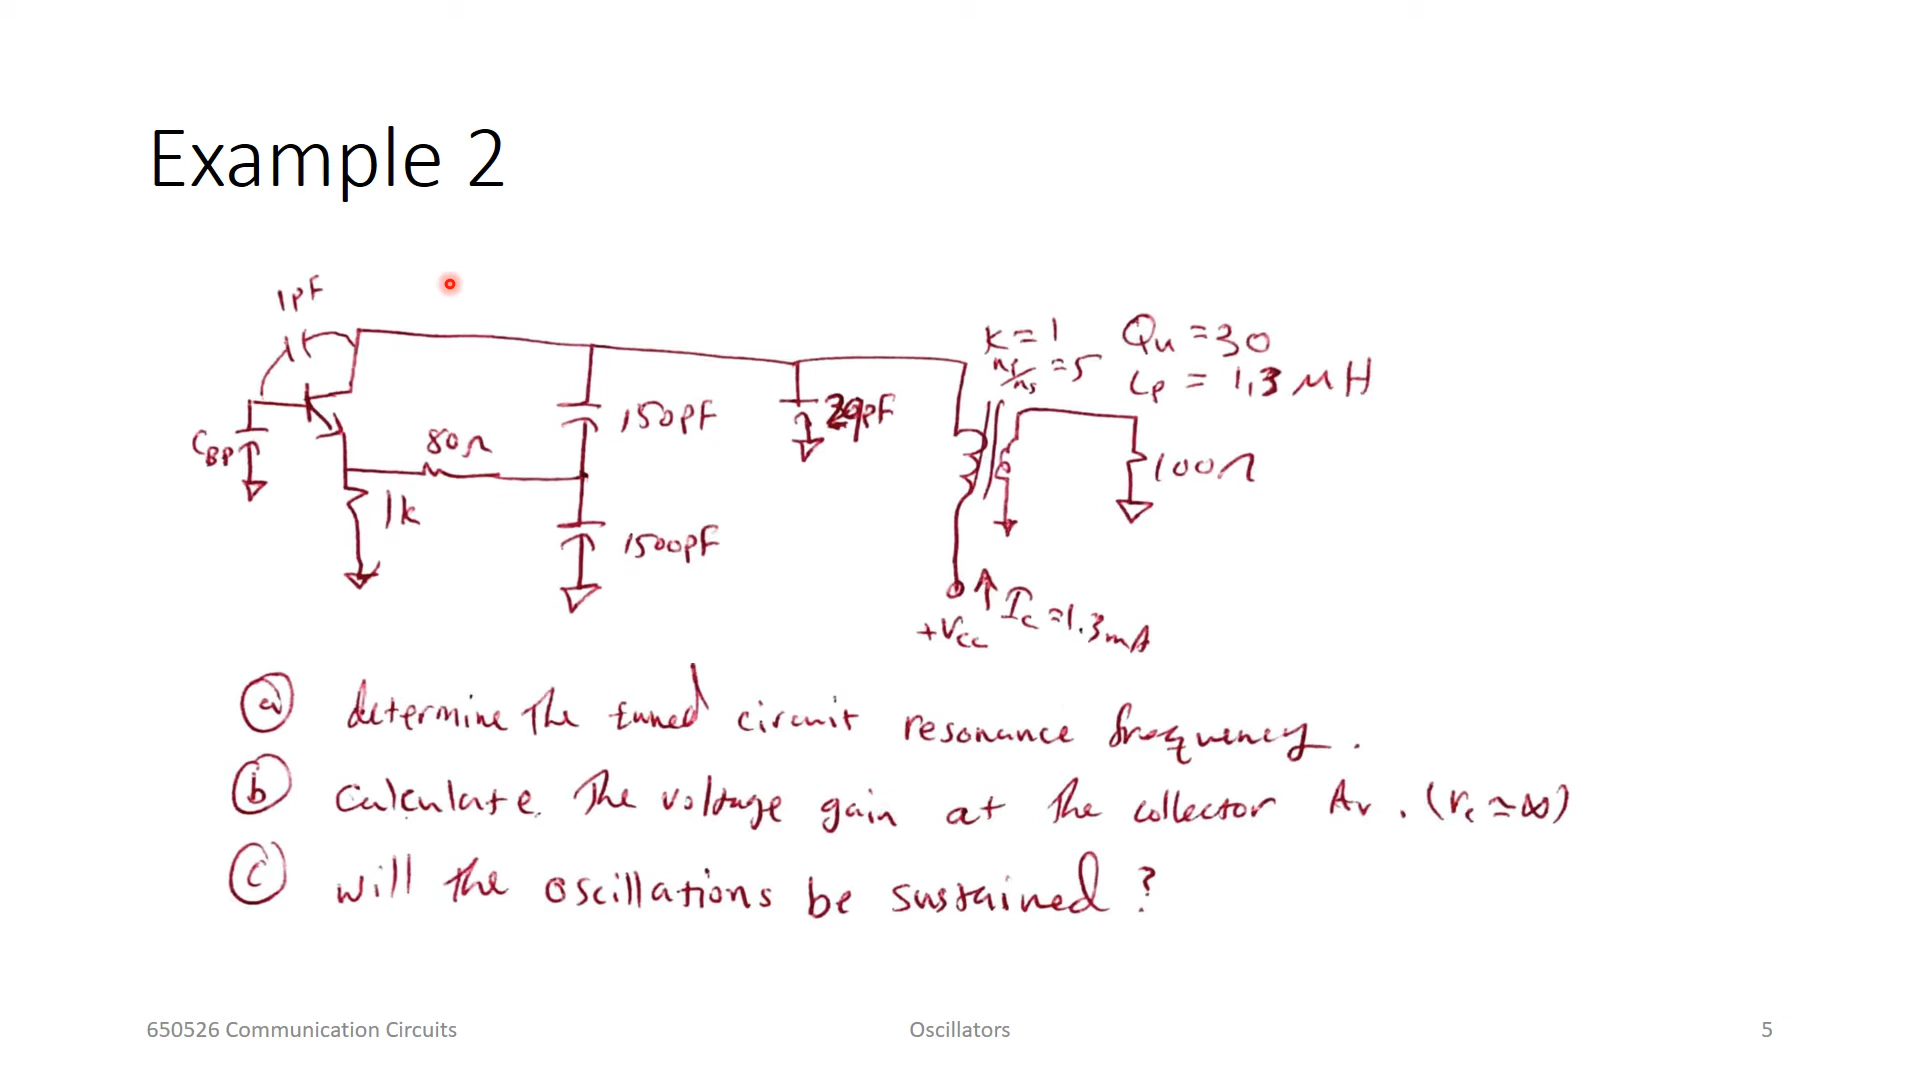 Example 2
1pF
K = 1
Qu = 30
np/ns = 5
Lp = 1,3 μH
CBP
80Ω
150pF
29pF
100Ω
1k
1500pF
+Vcc
Ic = 1.3mA
a determine The tuned circuit resonance frequency.
b Calculate The voltage gain at The collector Av. (rc ≃ ∞)
c will the oscillations be sustained?
650526 Communication Circuits
Oscillators
5